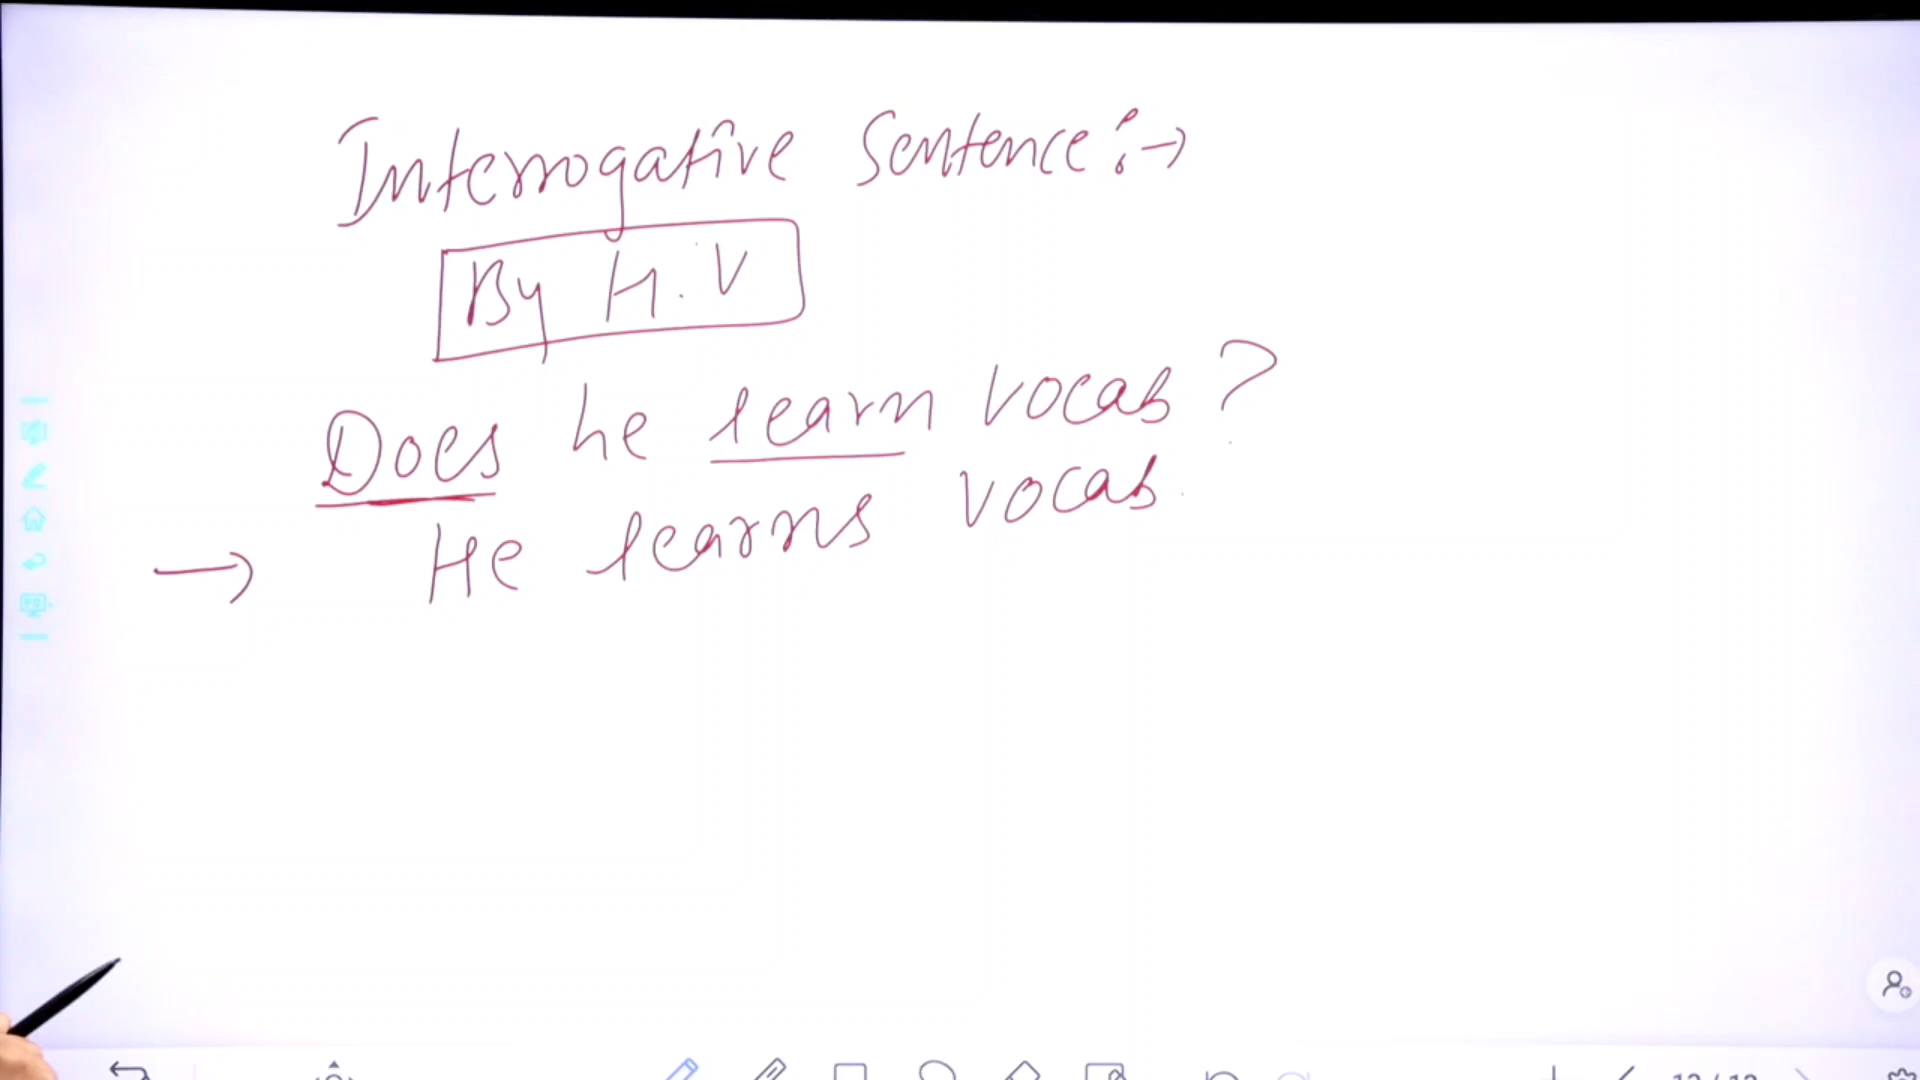 Interrogative Sentence :→
By H.V
Does he learn vocab ?
→ He learns vocab.